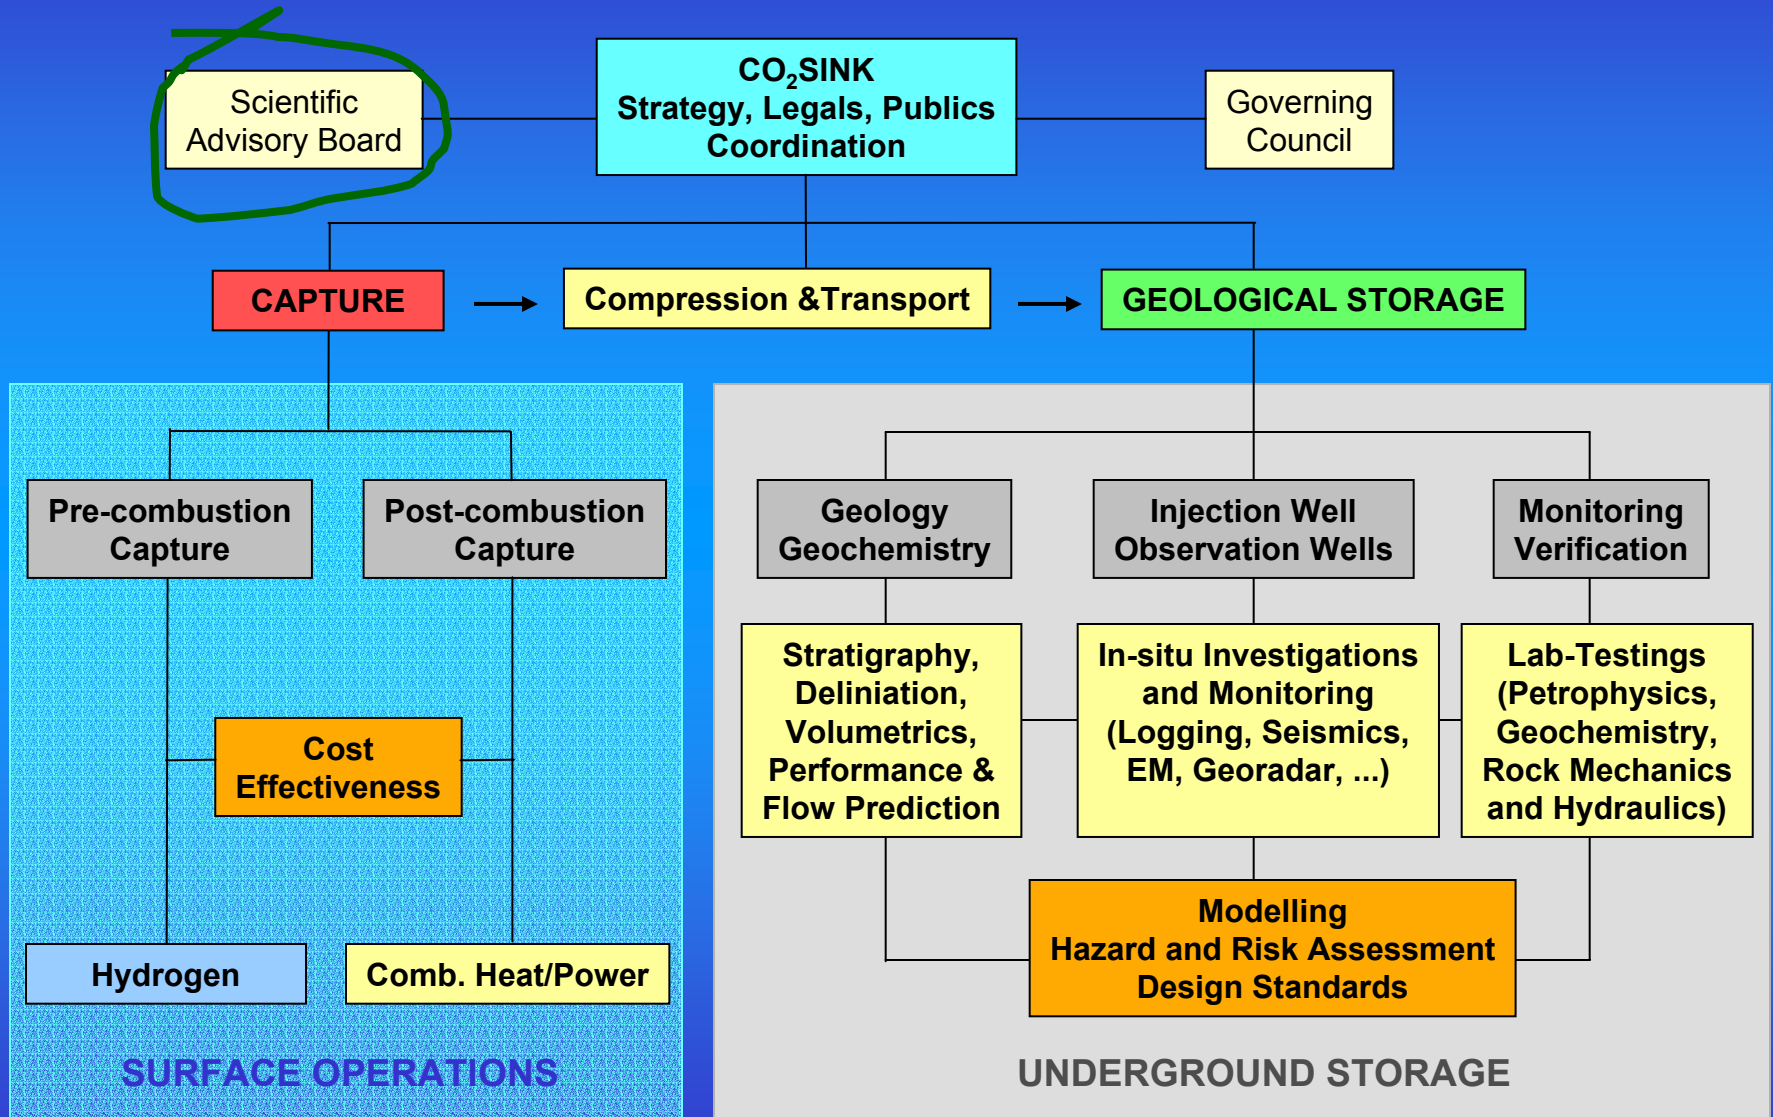 Scientific
Advisory Board
CO₂SINK
Strategy, Legals, Publics
Coordination
Governing
Council
CAPTURE
Compression &Transport
GEOLOGICAL STORAGE
Pre-combustion
Capture
Post-combustion
Capture
Cost
Effectiveness
Hydrogen
Comb. Heat/Power
SURFACE OPERATIONS
Geology
Geochemistry
Injection Well
Observation Wells
Monitoring
Verification
Stratigraphy,
Deliniation,
Volumetrics,
Performance &
Flow Prediction
In-situ Investigations
and Monitoring
(Logging, Seismics,
EM, Georadar, ...)
Lab-Testings
(Petrophysics,
Geochemistry,
Rock Mechanics
and Hydraulics)
Modelling
Hazard and Risk Assessment
Design Standards
UNDERGROUND STORAGE